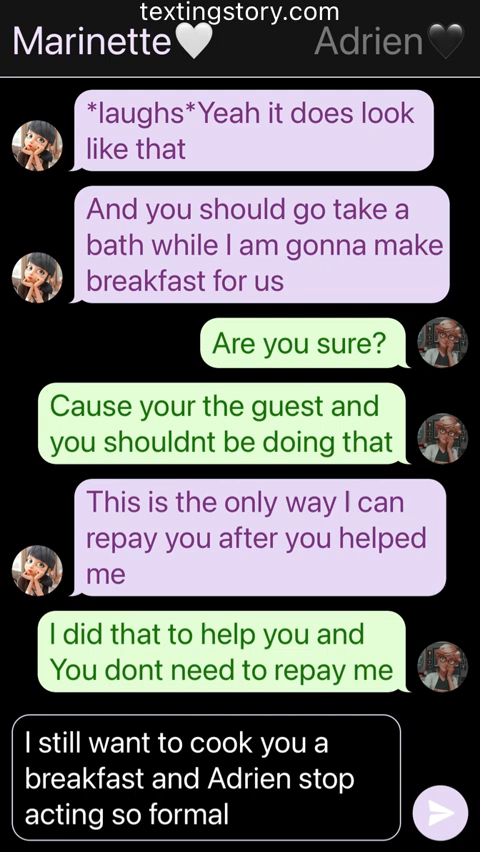 textingstory.com
Marinette🤍 Adrien🖤
*laughs*Yeah it does look
like that
And you should go take a
bath while I am gonna make
breakfast for us
Are you sure?
Cause your the guest and
you shouldnt be doing that
This is the only way I can
repay you after you helped
me
I did that to help you and
You dont need to repay me
I still want to cook you a
breakfast and Adrien stop
acting so formal